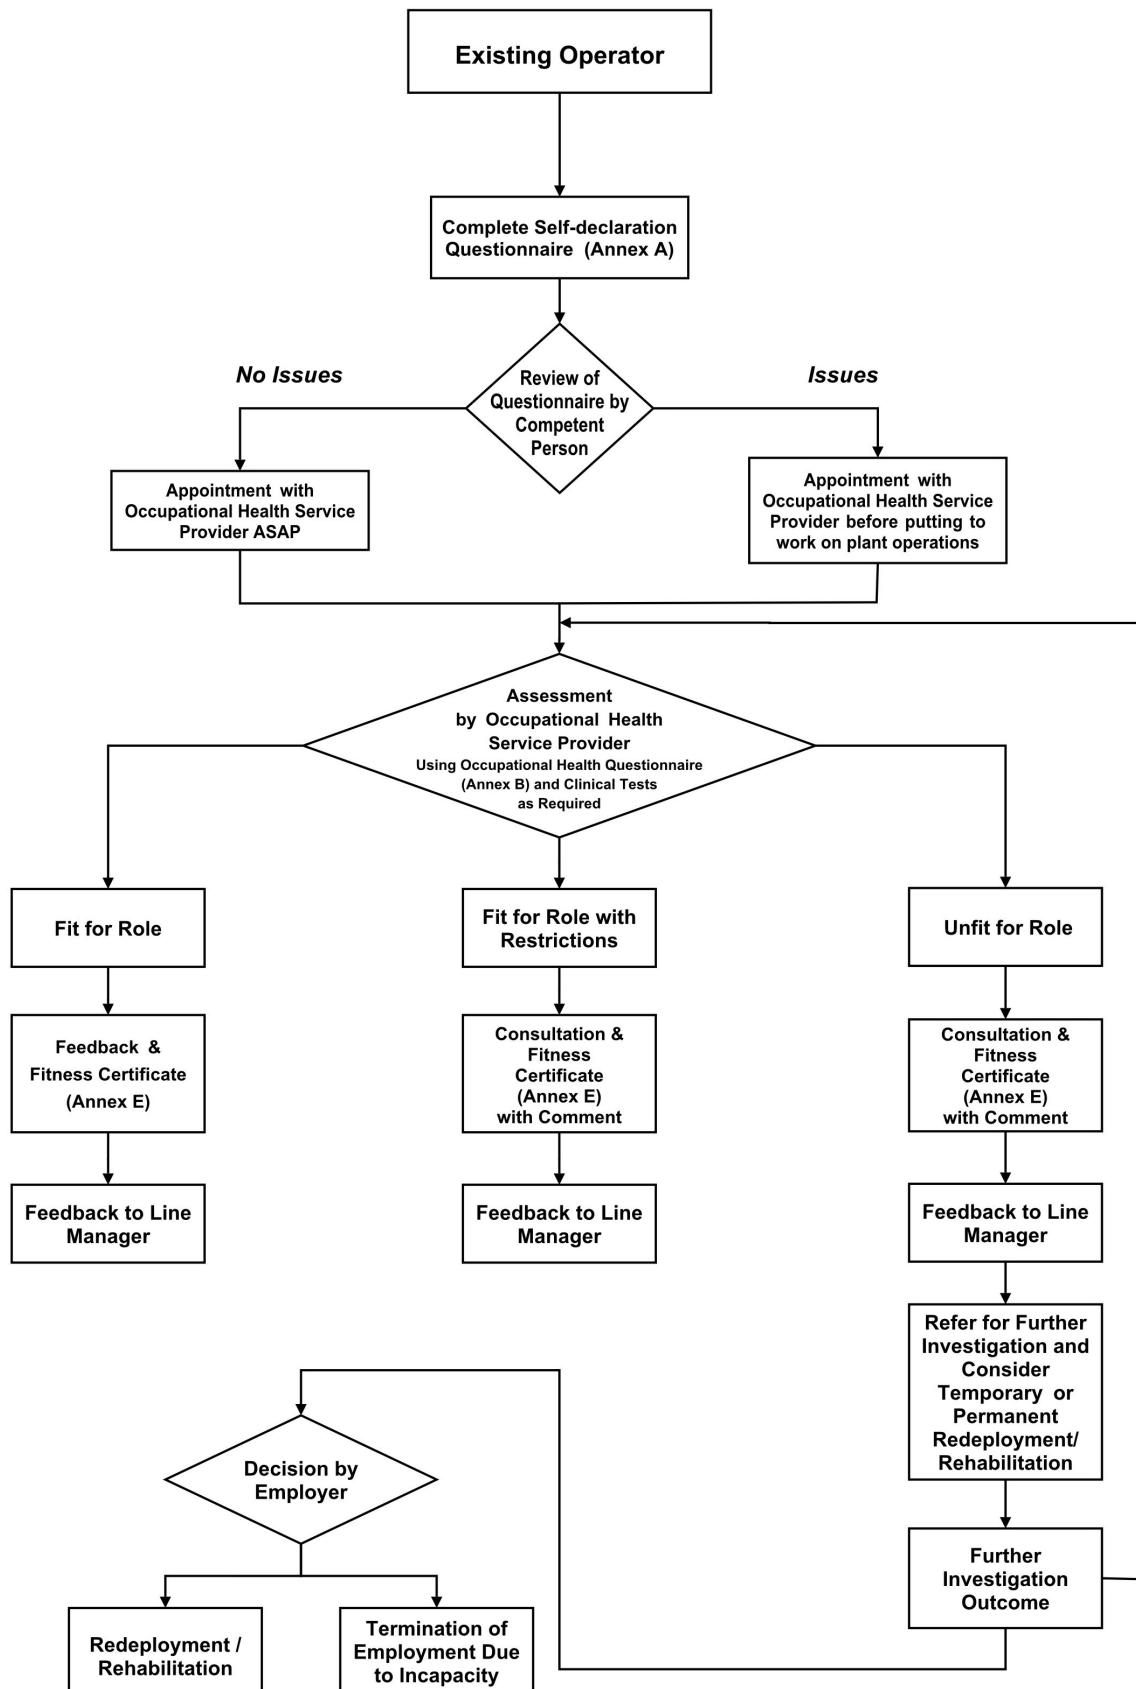 Existing Operator
Complete Self-declaration
Questionnaire (Annex A)
No Issues
Issues
Review of
Questionnaire by
Competent
Person
Appointment with
Occupational Health Service
Provider ASAP
Appointment with
Occupational Health Service
Provider before putting to
work on plant operations
Assessment
by Occupational Health
Service Provider
Using Occupational Health Questionnaire
(Annex B) and Clinical Tests
as Required
Fit for Role
Fit for Role with
Restrictions
Unfit for Role
Feedback &
Fitness Certificate
(Annex E)
Consultation &
Fitness
Certificate
(Annex E)
with Comment
Consultation &
Fitness
Certificate
(Annex E)
with Comment
Feedback to Line
Manager
Feedback to Line
Manager
Feedback to Line
Manager
Refer for Further
Investigation and
Consider
Temporary or
Permanent
Redeployment/
Rehabilitation
Decision by
Employer
Further
Investigation
Outcome
Redeployment /
Rehabilitation
Termination of
Employment Due
to Incapacity